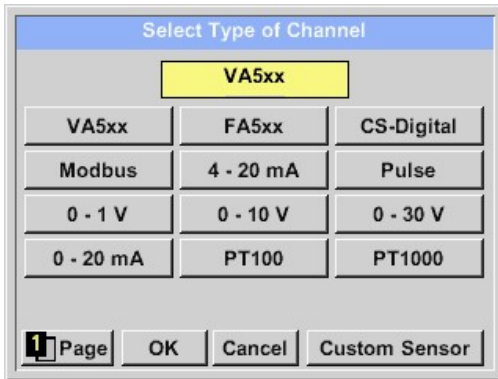 Select Type of Channel
VA5xx
VA5xx FA5xx CS-Digital
Modbus 4 - 20 mA Pulse
0 - 1 V 0 - 10 V 0 - 30 V
0 - 20 mA PT100 PT1000
1 Page OK Cancel Custom Sensor